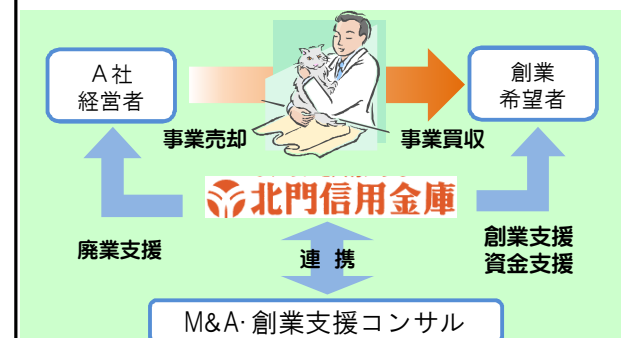 A社
経営者
創業
希望者
事業売却
事業買収
北門信用金庫
廃業支援
連 携
創業支援
資金支援
M&A･創業支援コンサル